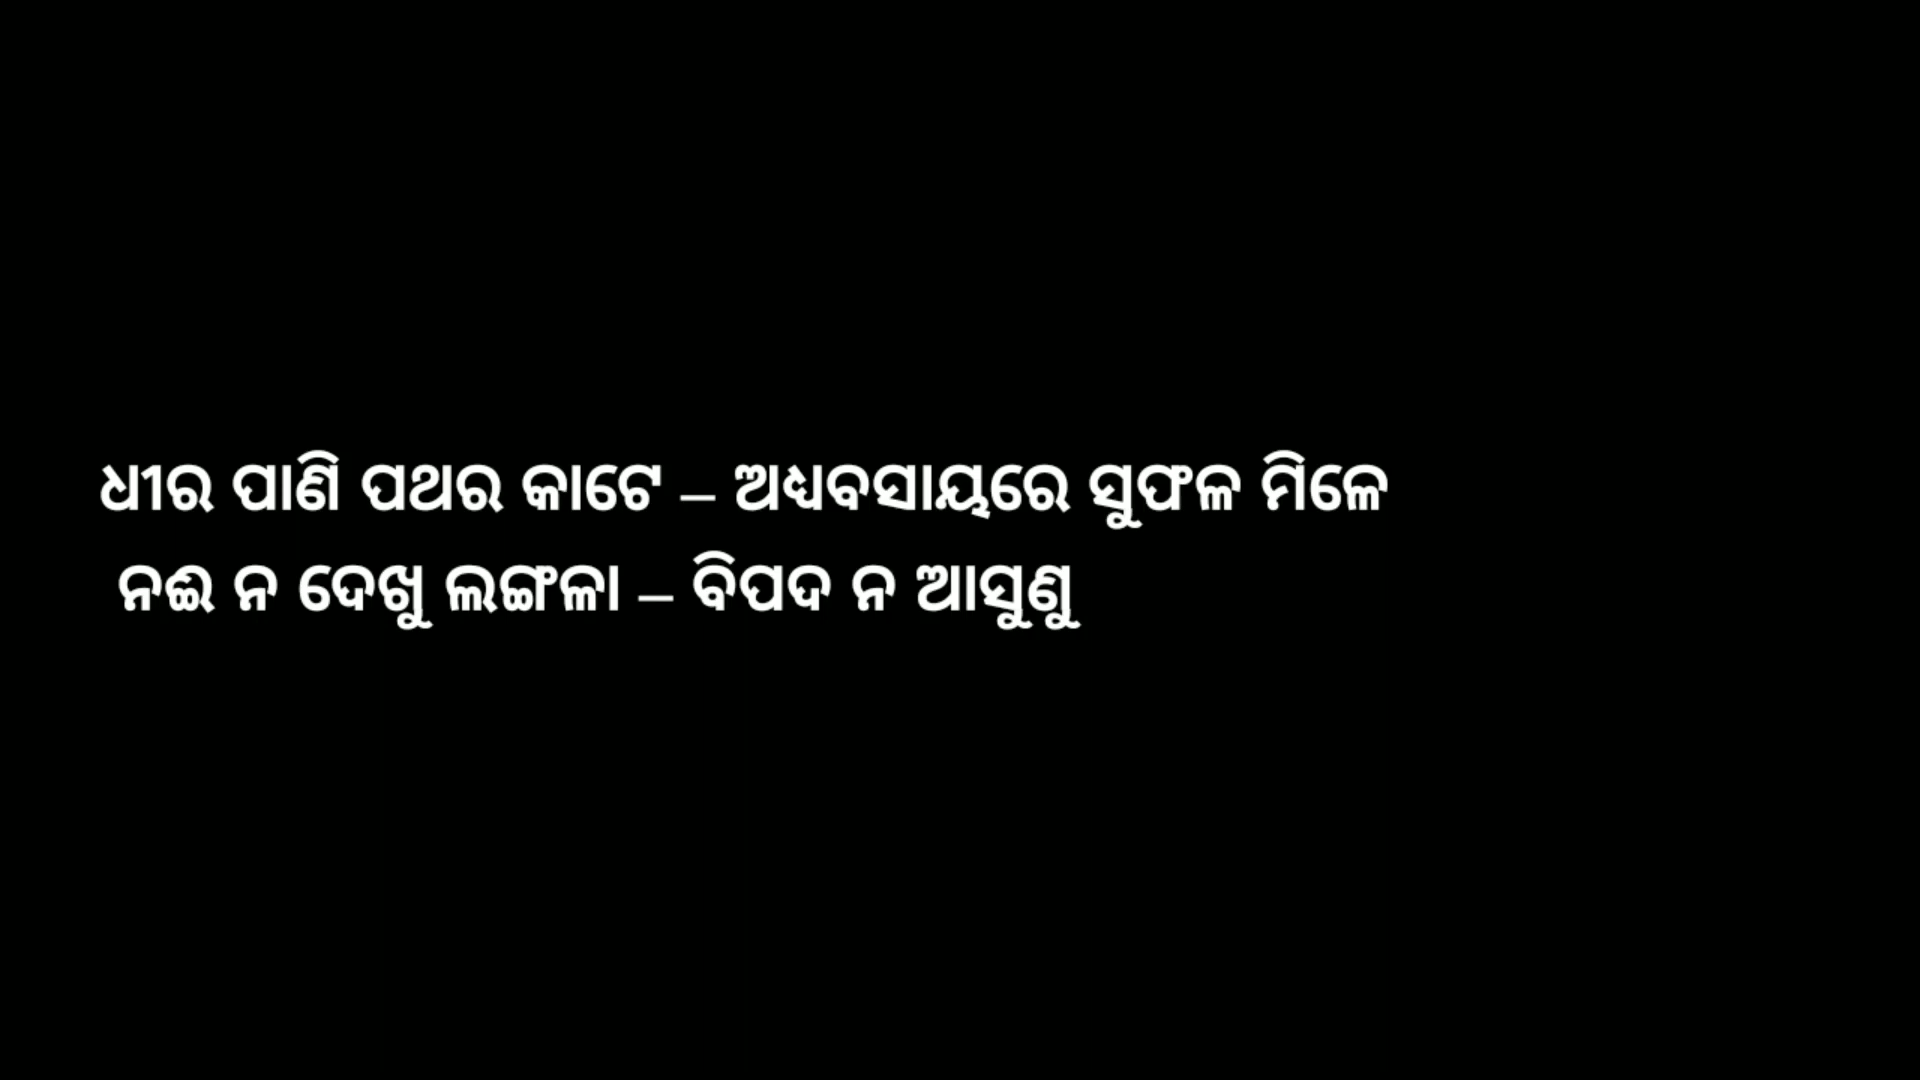 ଧୀର ପାଣି ପଥର କାଟେ – ଅଧ୍ୟବସାୟରେ ସୁଫଳ ମିଳେ
ନଈ ନ ଦେଖୁ ଲଙ୍ଗଳା – ବିପଦ ନ ଆସୁଣୁ